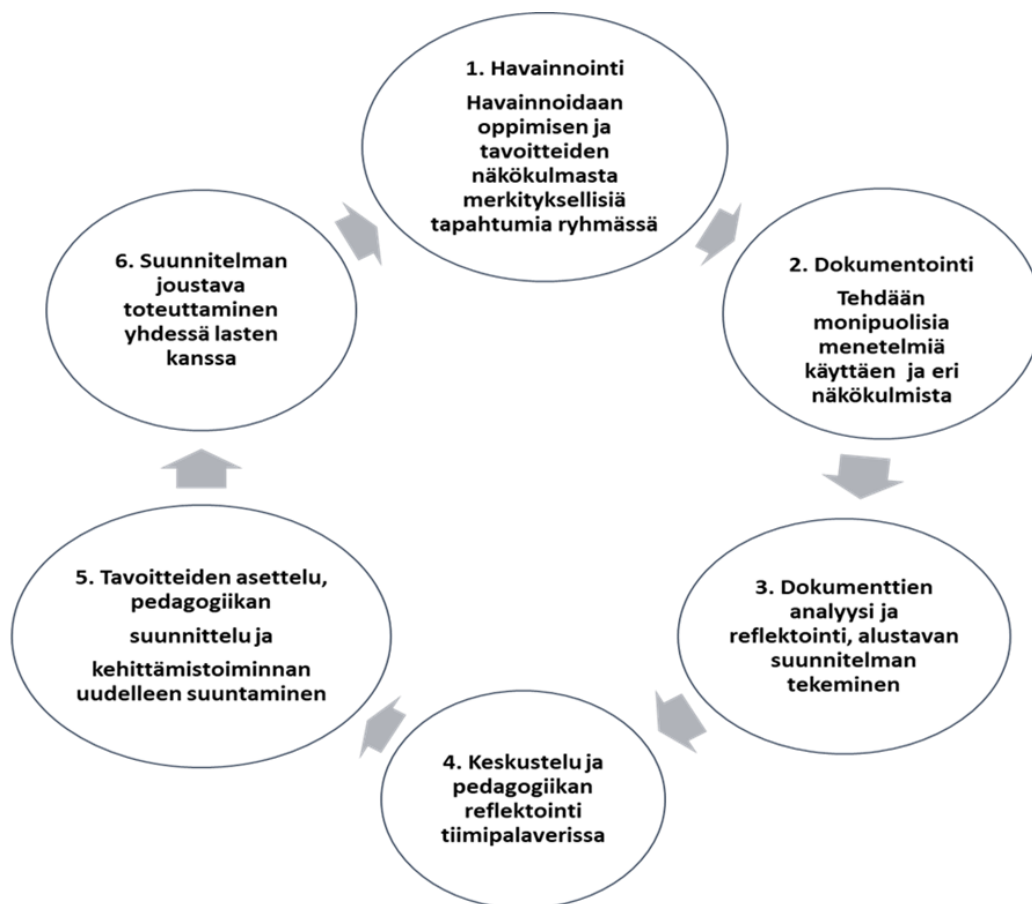 1. Havainnointi
Havainnoidaan
oppimisen ja
tavoitteiden
näkökulmasta
merkityksellisiä
tapahtumia ryhmässä
2. Dokumentointi
Tehdään
monipuolisia
menetelmiä
käyttäen ja eri
näkökulmista
3. Dokumenttien
analyysi ja
reflektointi, alustavan
suunnitelman
tekeminen
4. Keskustelu ja
pedagogiikan
reflektointi
tiimipalaverissa
5. Tavoitteiden asettelu,
pedagogiikan
suunnittelu ja
kehittämistoiminnan
uudelleen suuntaminen
6. Suunnitelman
joustava
toteuttaminen
yhdessä lasten
kanssa